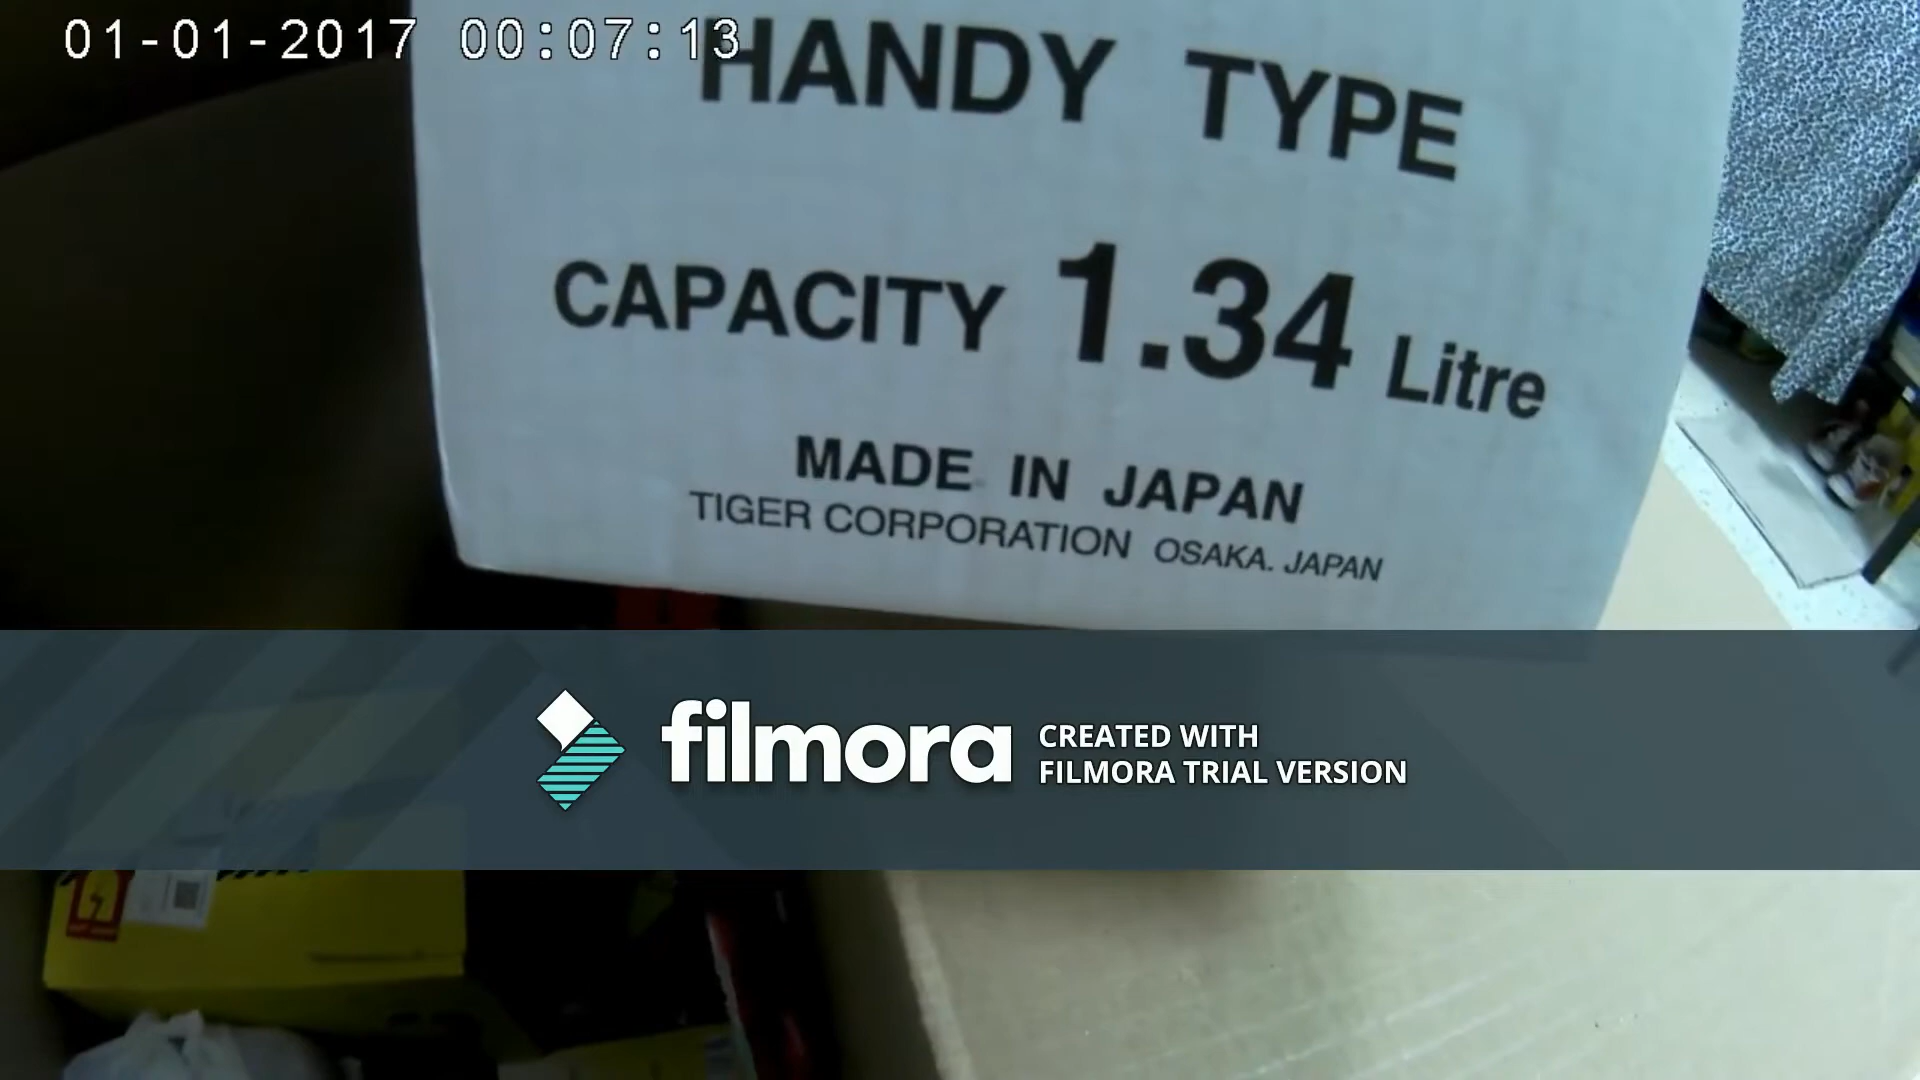 01-01-2017 00:07:13
HANDY TYPE
CAPACITY 1.34 Litre
MADE IN JAPAN
TIGER CORPORATION OSAKA. JAPAN
filmora
CREATED WITH
FILMORA TRIAL VERSION